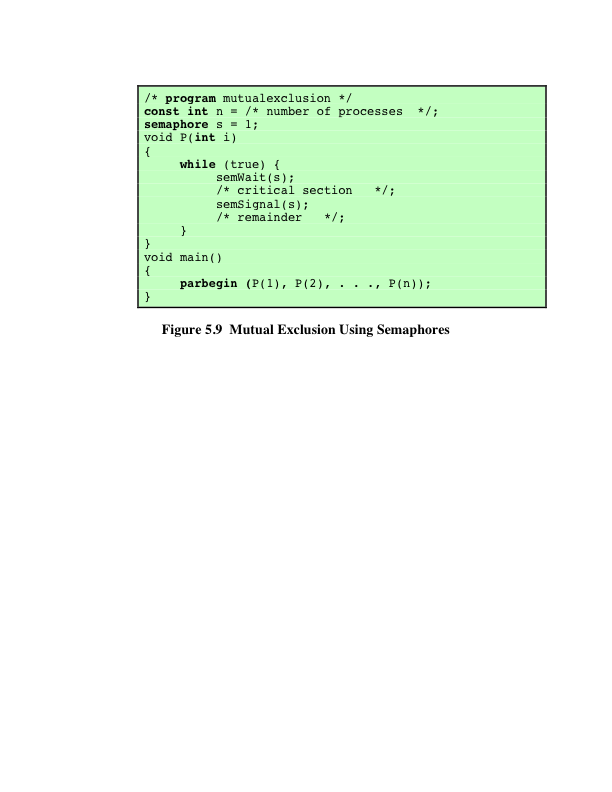 /* program mutualexclusion */
const int n = /* number of processes  */;
semaphore s = 1;
void P(int i)
{
     while (true) {
          semWait(s);
          /* critical section   */;
          semSignal(s);
          /* remainder   */;
     }
}
void main()
{
     parbegin (P(1), P(2), . . ., P(n));
}
Figure 5.9  Mutual Exclusion Using Semaphores